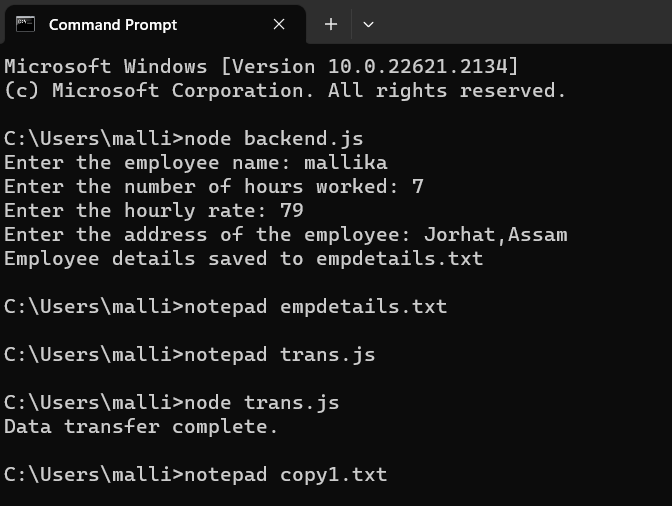 Command Prompt
Microsoft Windows [Version 10.0.22621.2134]
(c) Microsoft Corporation. All rights reserved.
C:\Users\malli>node backend.js
Enter the employee name: mallika
Enter the number of hours worked: 7
Enter the hourly rate: 79
Enter the address of the employee: Jorhat,Assam
Employee details saved to empdetails.txt
C:\Users\malli>notepad empdetails.txt
C:\Users\malli>notepad trans.js
C:\Users\malli>node trans.js
Data transfer complete.
C:\Users\malli>notepad copy1.txt